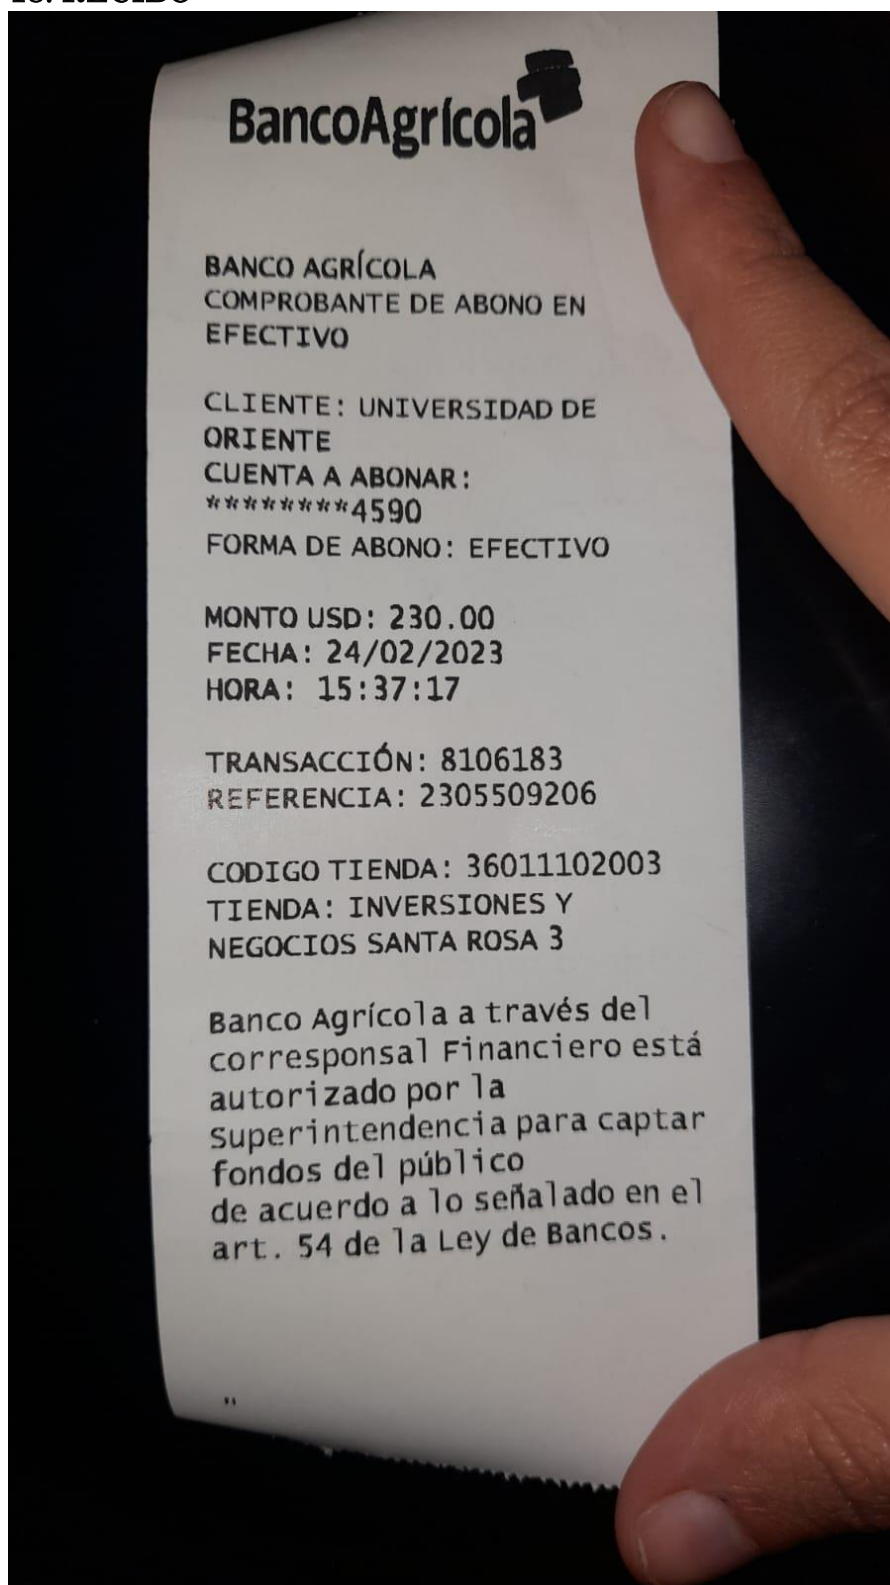 BancoAgrícola
BANCO AGRÍCOLA
COMPROBANTE DE ABONO EN
EFECTIVO
CLIENTE: UNIVERSIDAD DE
ORIENTE
CUENTA A ABONAR:
********4590
FORMA DE ABONO: EFECTIVO
MONTO USD: 230.00
FECHA: 24/02/2023
HORA: 15:37:17
TRANSACCIÓN: 8106183
REFERENCIA: 2305509206
CODIGO TIENDA: 36011102003
TIENDA: INVERSIONES Y
NEGOCIOS SANTA ROSA 3
Banco Agrícola a través del
corresponsal Financiero está
autorizado por la
Superintendencia para captar
fondos del público
de acuerdo a lo señalado en el
art. 54 de la Ley de Bancos.
"